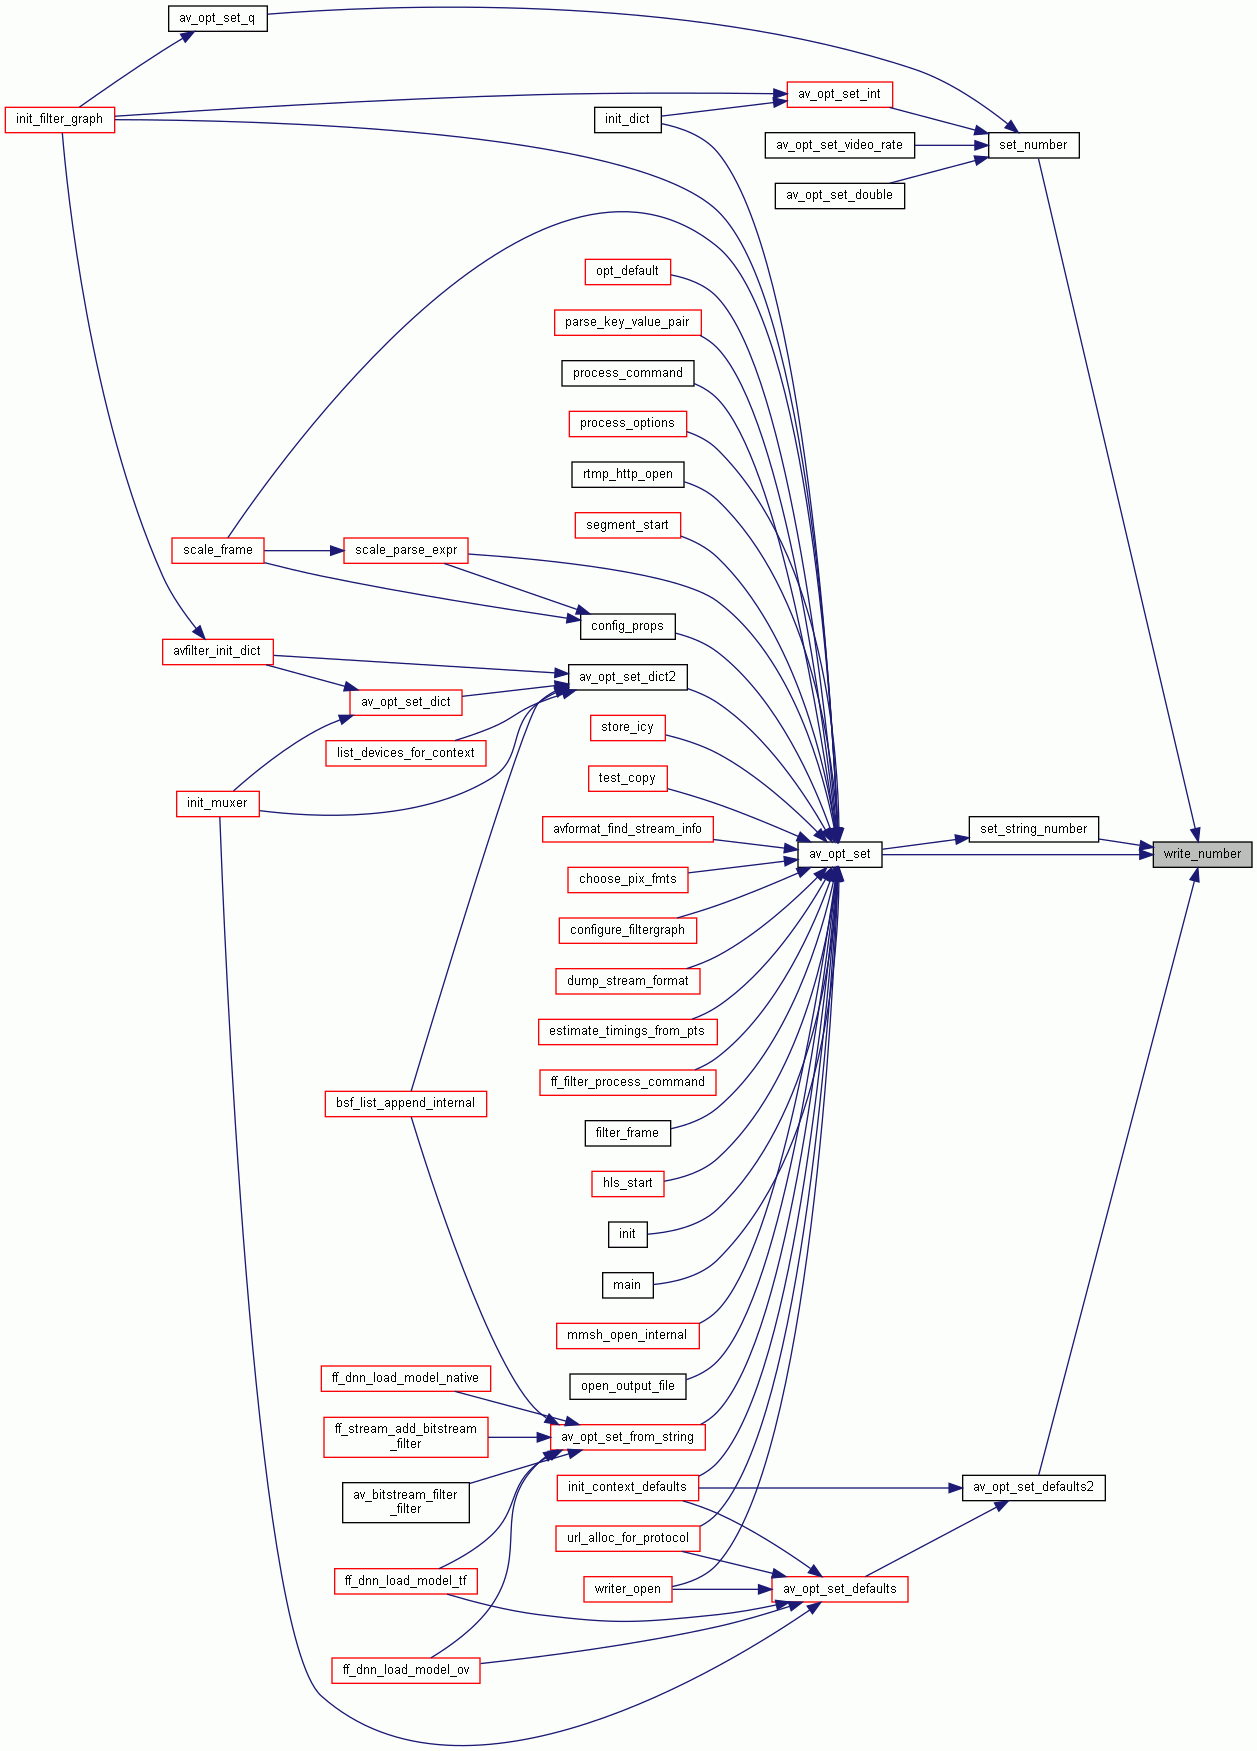 av_opt_set_q
av_opt_set_int
init_filter_graph
init_dict
set_number
av_opt_set_video_rate
av_opt_set_double
opt_default
parse_key_value_pair
process_command
process_options
rtmp_http_open
segment_start
scale_frame
scale_parse_expr
config_props
avfilter_init_dict
av_opt_set_dict2
av_opt_set_dict
store_icy
list_devices_for_context
test_copy
init_muxer
avformat_find_stream_info
set_string_number
av_opt_set
write_number
choose_pix_fmts
configure_filtergraph
dump_stream_format
estimate_timings_from_pts
ff_filter_process_command
bsf_list_append_internal
filter_frame
hls_start
init
main
mmsh_open_internal
ff_dnn_load_model_native
open_output_file
ff_stream_add_bitstream
_filter
av_opt_set_from_string
init_context_defaults
av_opt_set_defaults2
av_bitstream_filter
_filter
url_alloc_for_protocol
ff_dnn_load_model_tf
writer_open
av_opt_set_defaults
ff_dnn_load_model_ov